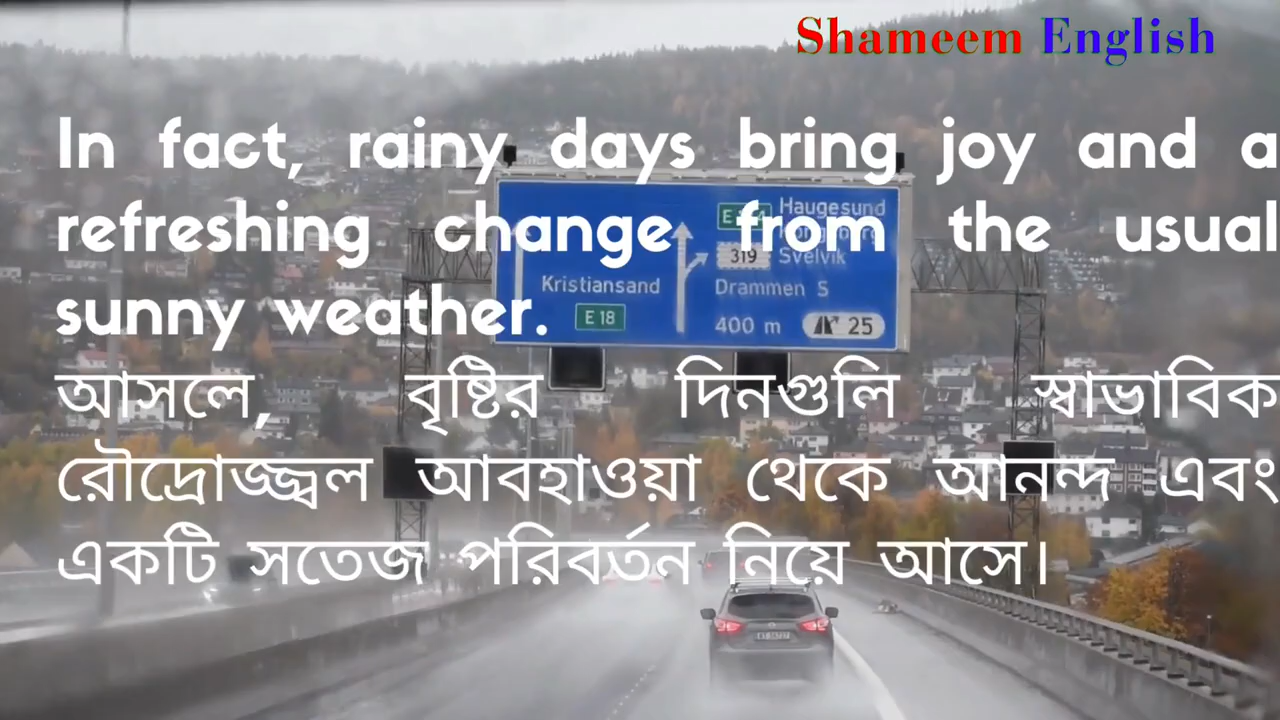 Shameem English
In fact, rainy days bring joy and a
refreshing change from the usual
sunny weather.
আসলে, বৃষ্টির দিনগুলি স্বাভাবিক
রৌদ্রোজ্জ্বল আবহাওয়া থেকে আনন্দ এবং
একটি সতেজ পরিবর্তন নিয়ে আসে।
Haugesund
319 Svelvik
Kristiansand
Drammen S
E 18
400 m
25